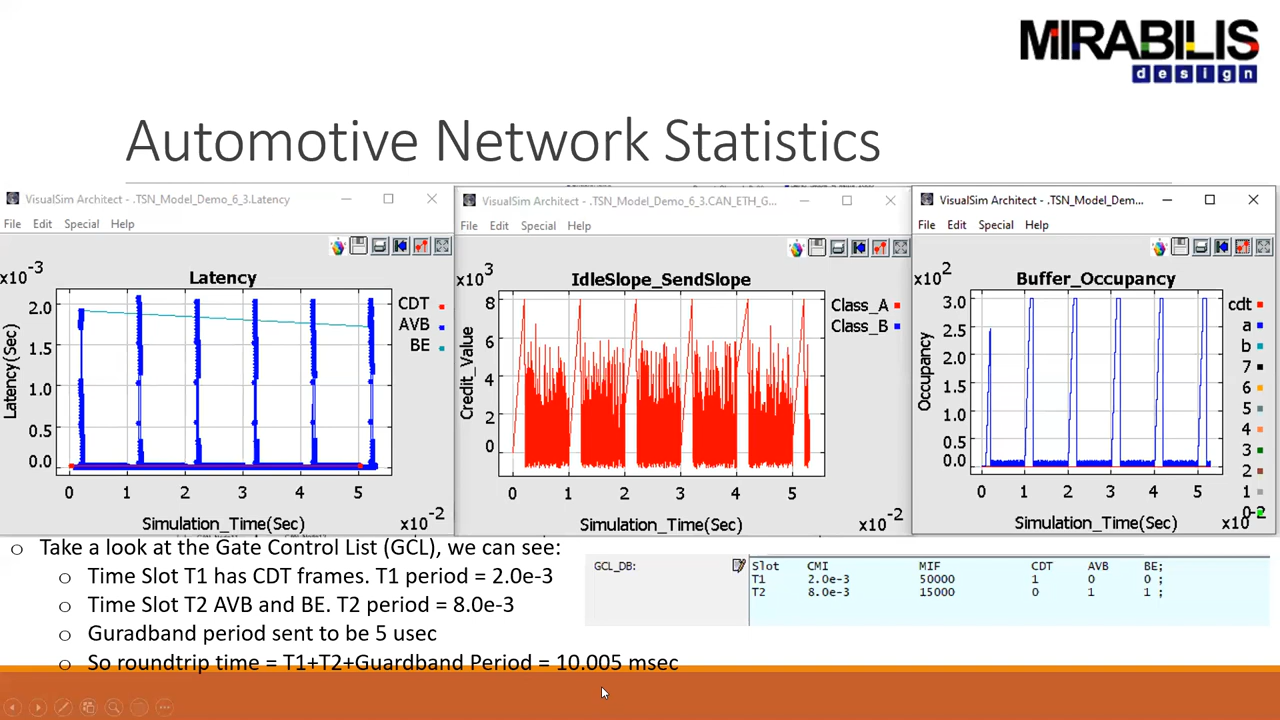 MIRABILIS
design
Automotive Network Statistics
VisualSim Architect - .TSN_Model_Demo_6_3.Latency
File Edit Special Help
Latency
x10^-3
2.0
1.5
1.0
0.5
0.0
Latency(Sec)
CDT
AVB
BE
0 1 2 3 4 5
Simulation_Time(Sec)
x10^-2
VisualSim Architect - .TSN_Model_Demo_6_3.CAN_ETH_G...
File Edit Special Help
IdleSlope_SendSlope
x10^3
8
6
4
2
0
Credit_Value
Class_A
Class_B
0 1 2 3 4 5
Simulation_Time(Sec)
x10^-2
VisualSim Architect - .TSN_Model_Dem...
File Edit Special Help
Buffer_Occupancy
x10^2
3.0
2.5
2.0
1.5
1.0
0.5
0.0
Occupancy
cdt
a
b
7
6
5
4
3
2
1
0
0 1 2 3 4 5
Simulation_Time(Sec)
x10^-2
o Take a look at the Gate Control List (GCL), we can see:
o Time Slot T1 has CDT frames. T1 period = 2.0e-3
o Time Slot T2 AVB and BE. T2 period = 8.0e-3
o Guradband period sent to be 5 usec
o So roundtrip time = T1+T2+Guardband Period = 10.005 msec
GCL_DB:
Slot CMI MIF CDT AVB BE;
T1 2.0e-3 50000 1 0 0 ;
T2 8.0e-3 15000 0 1 1 ;